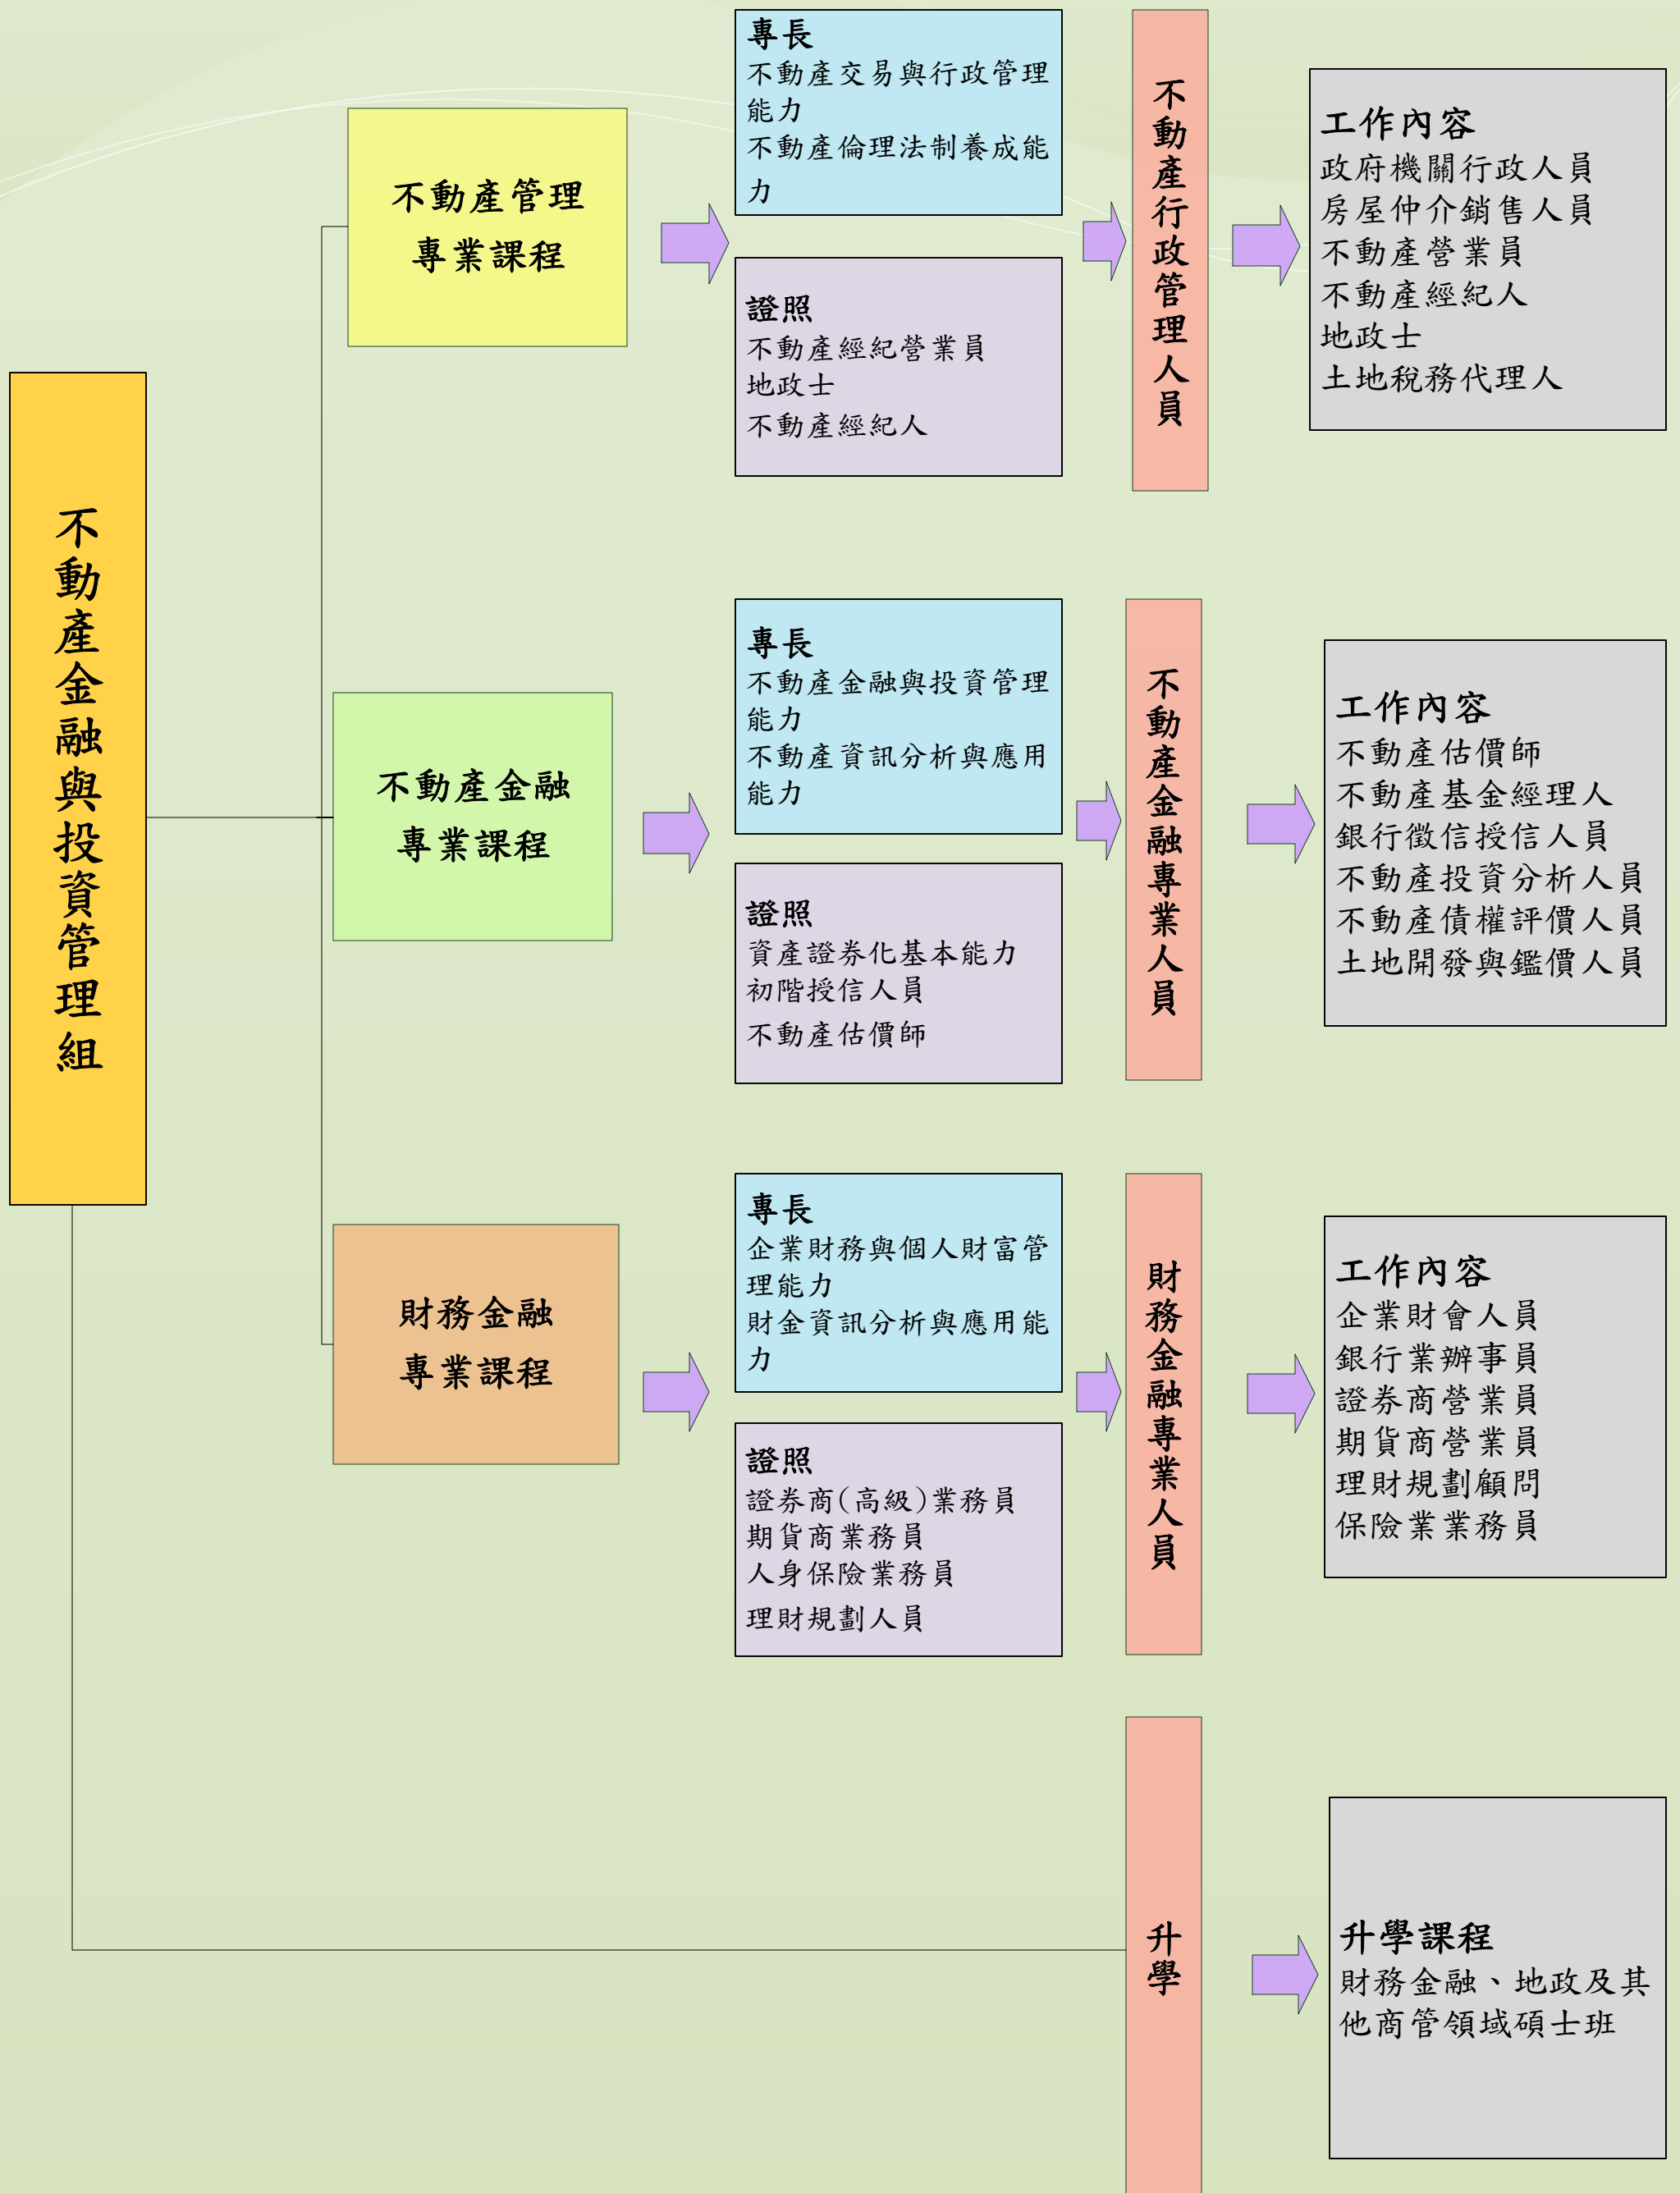 不動產金融與投資管理組
不動產管理
專業課程
專長
不動產交易與行政管理
能力
不動產倫理法制養成能
力
證照
不動產經紀營業員
地政士
不動產經紀人
不動產行政管理人員
工作內容
政府機關行政人員
房屋仲介銷售人員
不動產營業員
不動產經紀人
地政士
土地稅務代理人
不動產金融
專業課程
專長
不動產金融與投資管理
能力
不動產資訊分析與應用
能力
證照
資產證券化基本能力
初階授信人員
不動產估價師
不動產金融專業人員
工作內容
不動產估價師
不動產基金經理人
銀行徵信授信人員
不動產投資分析人員
不動產債權評價人員
土地開發與鑑價人員
財務金融
專業課程
專長
企業財務與個人財富管
理能力
財金資訊分析與應用能
力
證照
證券商(高級)業務員
期貨商業務員
人身保險業務員
理財規劃人員
財務金融專業人員
工作內容
企業財會人員
銀行業辦事員
證券商營業員
期貨商營業員
理財規劃顧問
保險業業務員
升學
升學課程
財務金融、地政及其
他商管領域碩士班